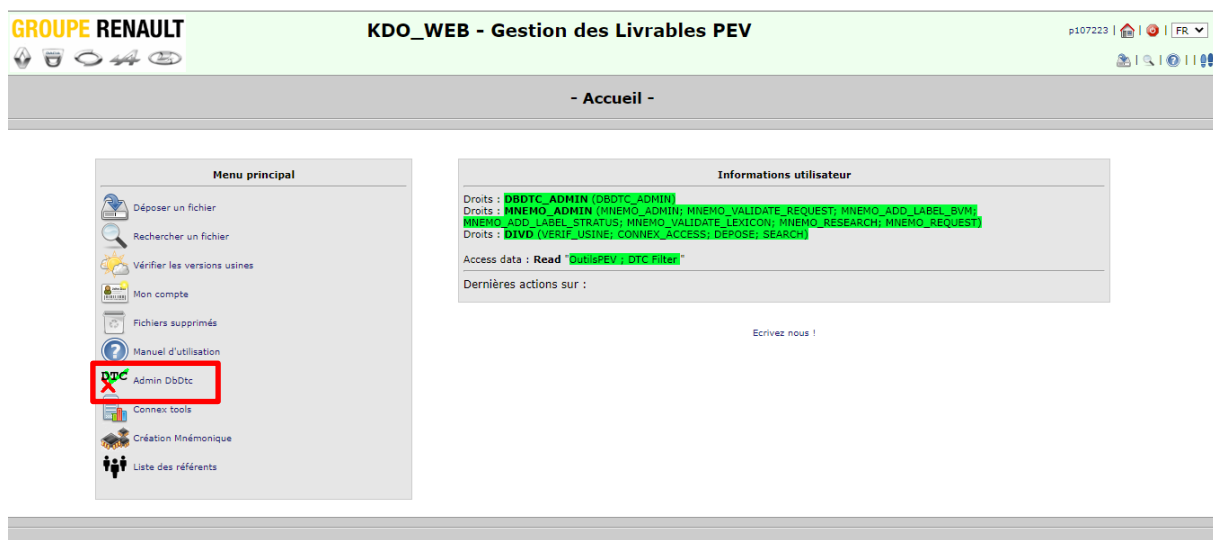 GROUPE RENAULT
KDO_WEB - Gestion des Livrables PEV
p107223 | | | FR
| | | |
- Accueil -
Menu principal
Déposer un fichier
Rechercher un fichier
Vérifier les versions usines
Mon compte
Fichiers supprimés
Manuel d'utilisation
DTC Admin DbDtc
Connex tools
Création Mnémonique
Liste des référents
Informations utilisateur
Droits : DBDTC_ADMIN (DBDTC_ADMIN)
Droits : MNEMO_ADMIN (MNEMO_ADMIN; MNEMO_VALIDATE_REQUEST; MNEMO_ADD_LABEL_BVM;
MNEMO_ADD_LABEL_STRATUS; MNEMO_VALIDATE_LEXICON; MNEMO_RESEARCH; MNEMO_REQUEST)
Droits : DIVD (VERIF_USINE; CONNEX_ACCESS; DEPOSE; SEARCH)
Access data : Read "OutilsPEV ; DTC Filter "
Dernières actions sur :
Ecrivez nous !